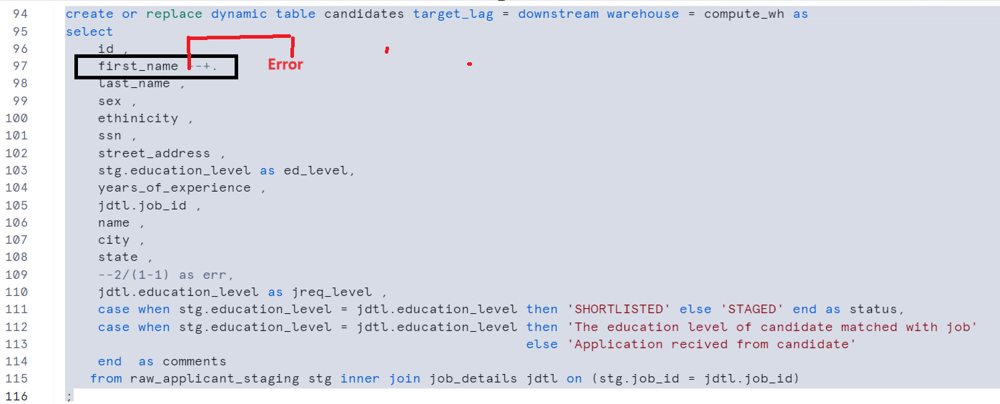 94 create or replace dynamic table candidates target_lag = downstream warehouse = compute_wh as
95 select
96 id ,
97 first_name --+. Error
98 last_name ,
99 sex ,
100 ethinicity ,
101 ssn ,
102 street_address ,
103 stg.education_level as ed_level,
104 years_of_experience ,
105 jdtl.job_id ,
106 name ,
107 city ,
108 state ,
109 --2/(1-1) as err,
110 jdtl.education_level as jreq_level ,
111 case when stg.education_level = jdtl.education_level then 'SHORTLISTED' else 'STAGED' end as status,
112 case when stg.education_level = jdtl.education_level then 'The education level of candidate matched with job'
113 else 'Application recived from candidate'
114 end as comments
115 from raw_applicant_staging stg inner join job_details jdtl on (stg.job_id = jdtl.job_id)
116 ;